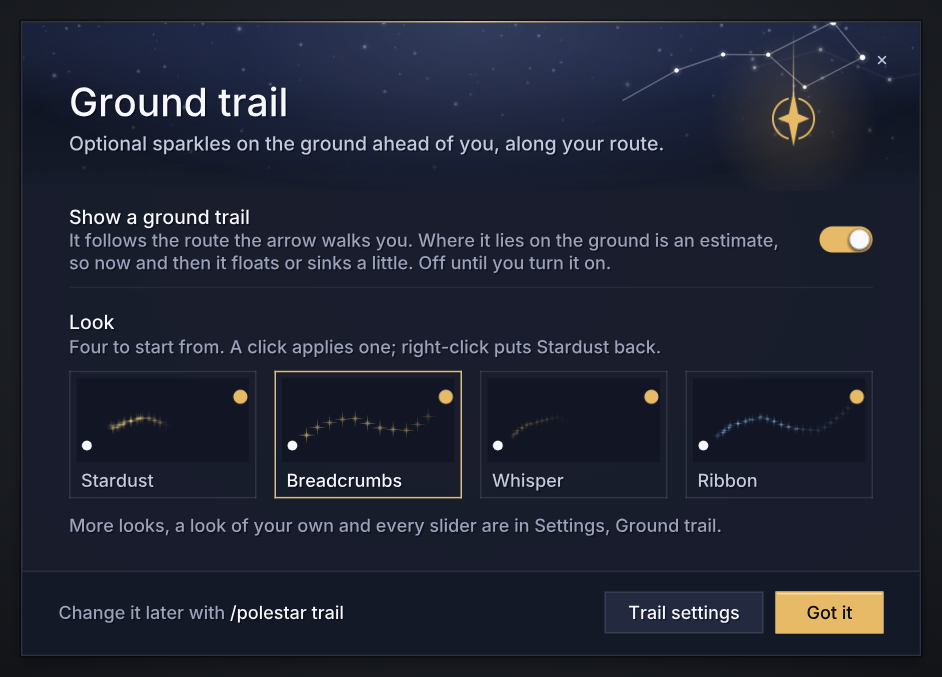 Ground trail
Optional sparkles on the ground ahead of you, along your route.
Show a ground trail
It follows the route the arrow walks you. Where it lies on the ground is an estimate,
so now and then it floats or sinks a little. Off until you turn it on.
Look
Four to start from. A click applies one; right-click puts Stardust back.
Stardust
Breadcrumbs
Whisper
Ribbon
More looks, a look of your own and every slider are in Settings, Ground trail.
Change it later with /polestar trail
Trail settings
Got it